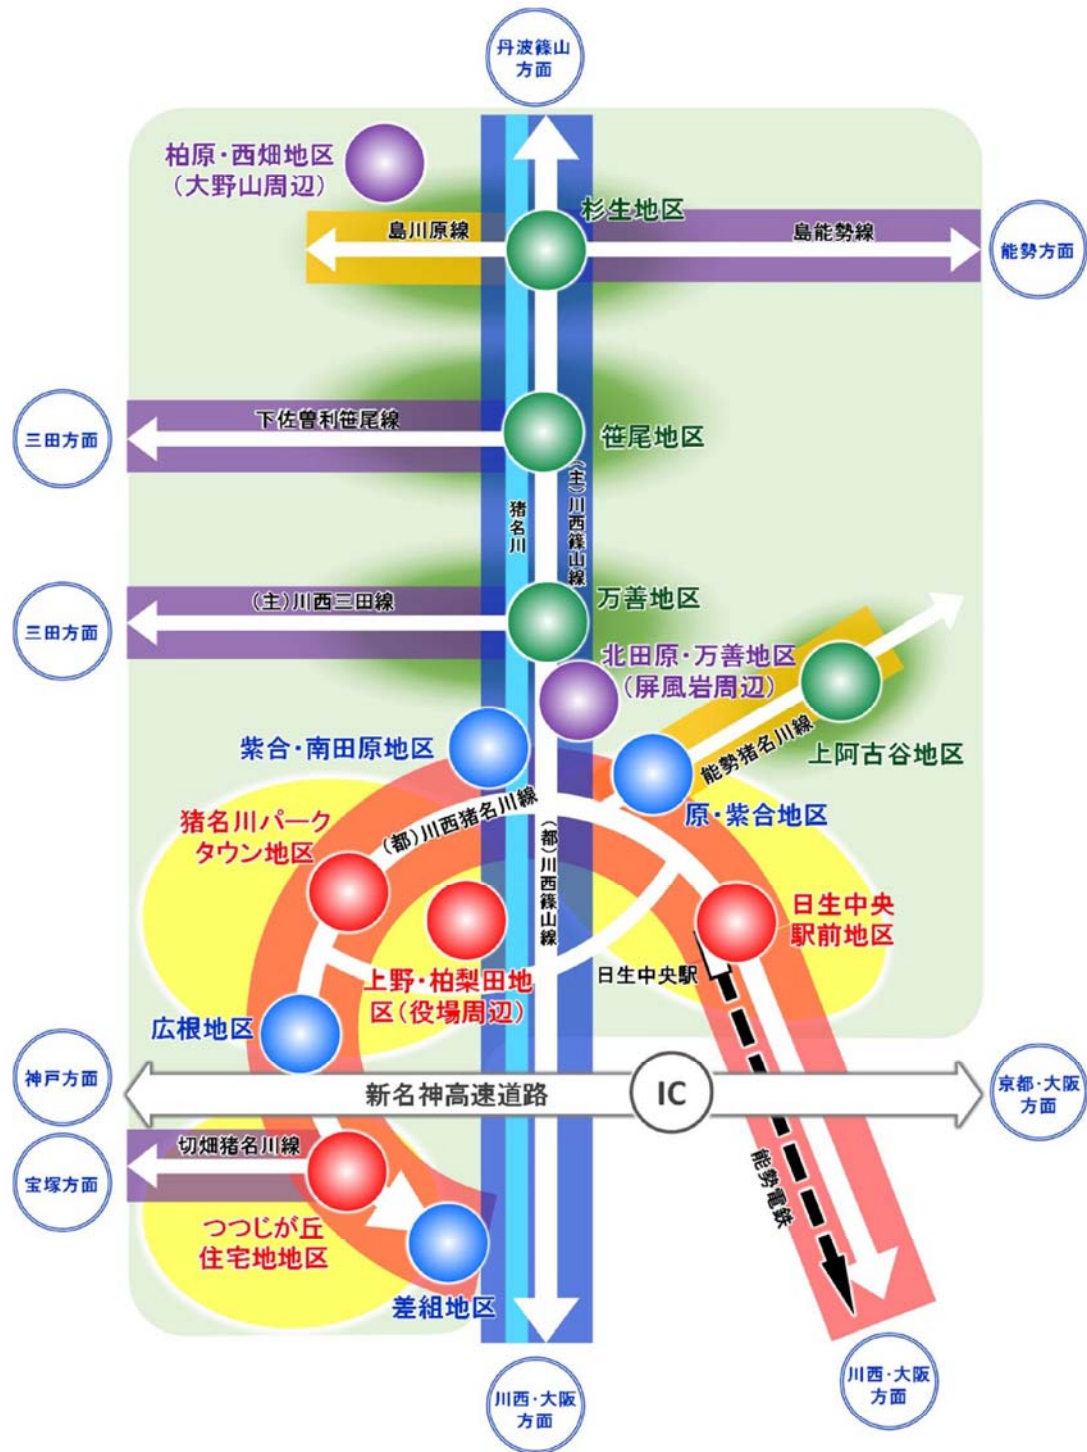 丹波篠山
方面
柏原・西畑地区
（大野山周辺）
杉生地区
島川原線
島能勢線
能勢方面
下佐曽利笹尾線
三田方面
笹尾地区
(主)川西篠山線
猪名川
(主)川西三田線
三田方面
万善地区
北田原・万善地区
（屏風岩周辺）
紫合・南田原地区
能勢猪名川線
上阿古谷地区
原・紫合地区
猪名川パーク
タウン地区
(都)川西猪名川線
(都)川西篠山線
日生中央
駅前地区
上野・柏梨田地
区（役場周辺）
日生中央駅
広根地区
神戸方面
新名神高速道路
IC
京都・大阪
方面
切畑猪名川線
宝塚方面
能勢電鉄
つつじが丘
住宅地地区
差組地区
川西・大阪
方面
川西・大阪
方面